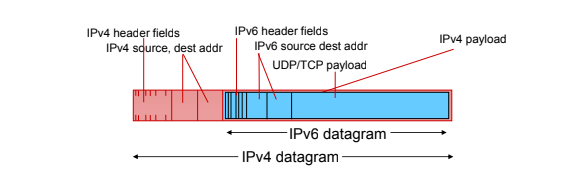 IPv4 header fields
IPv4 source, dest addr
IPv6 header fields
IPv6 source dest addr
UDP/TCP payload
IPv4 payload
IPv6 datagram
IPv4 datagram